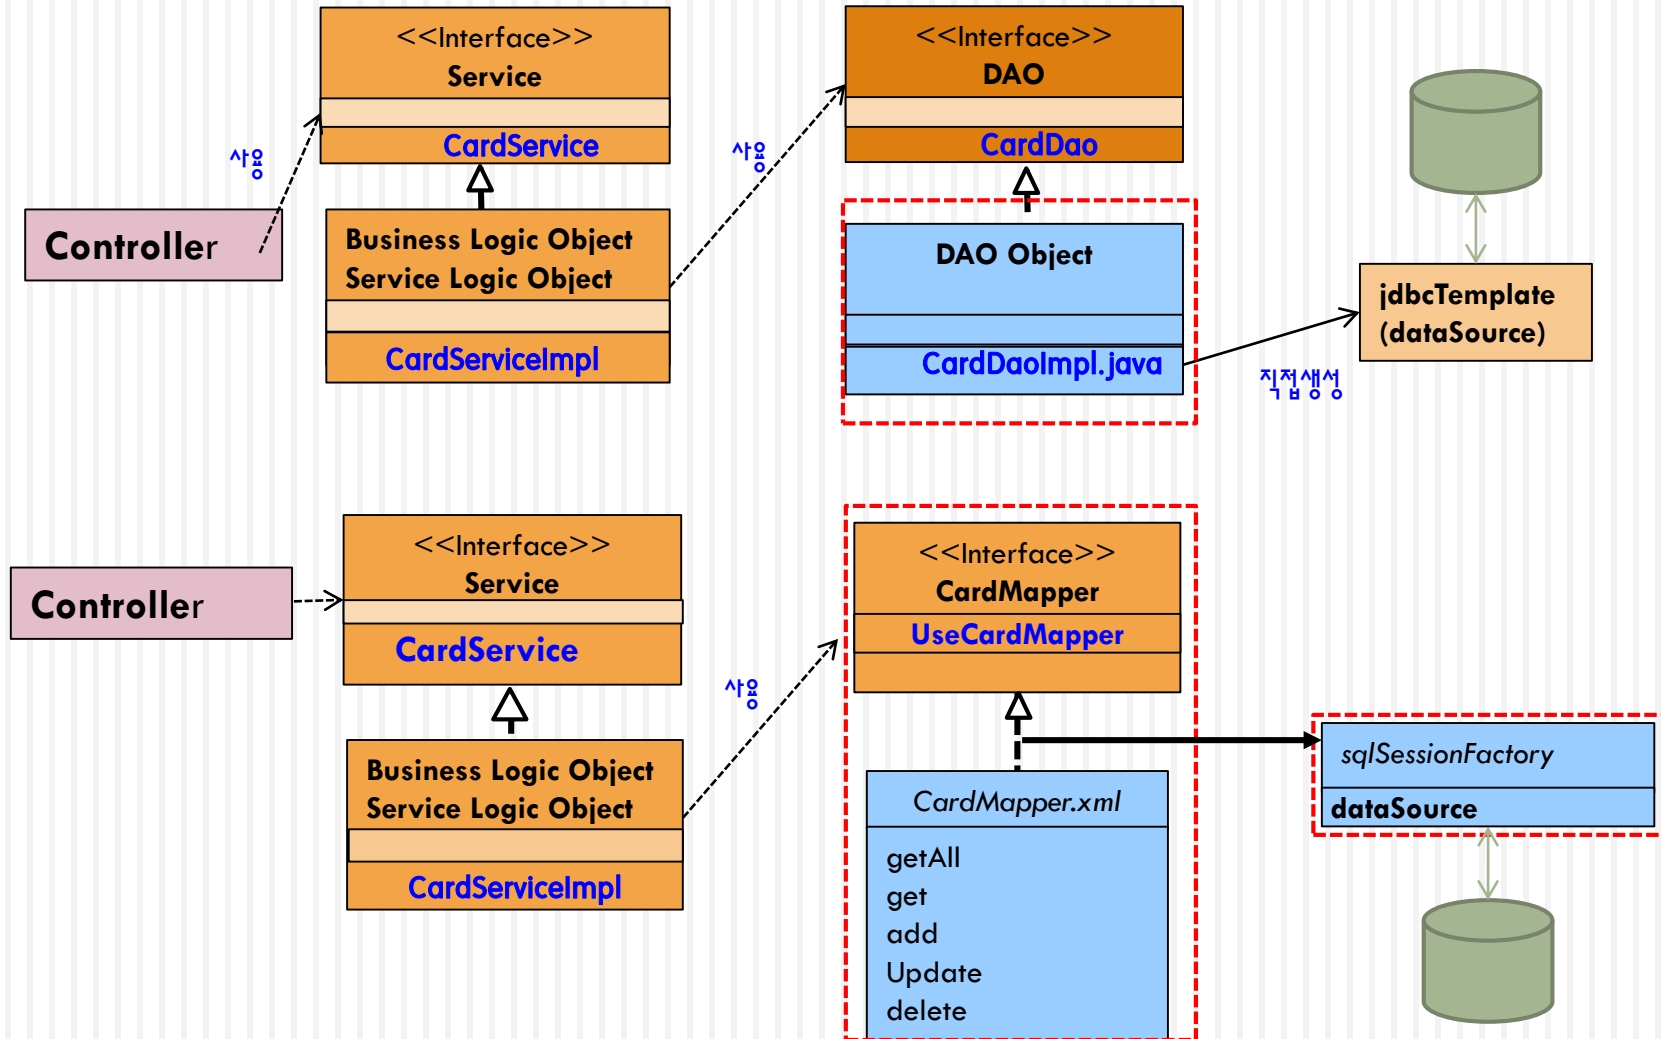 <<Interface>>
Service
CardService
사용
Controller
Business Logic Object
Service Logic Object
CardServiceImpl
사용
<<Interface>>
DAO
CardDao
DAO Object
CardDaoImpl.java
직접생성
jdbcTemplate
(dataSource)
Controller
<<Interface>>
Service
CardService
Business Logic Object
Service Logic Object
CardServiceImpl
사용
<<Interface>>
CardMapper
UseCardMapper
CardMapper.xml
getAll
get
add
Update
delete
sqlSessionFactory
dataSource